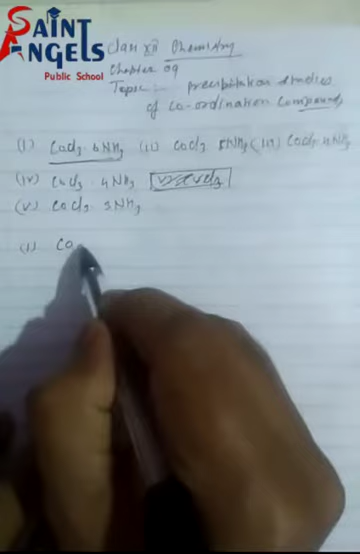 SAINT
ANGELS
Public School
Class XII Chemistry
Chapter 09
Topic :- precipitation studies
of co-ordination compounds
(i) CoCl3. 6NH3 (ii) CoCl3. 5NH3 (iii) CoCl3. 4NH3
(iv) CoCl3. 4NH3
(v) CoCl3. 3NH3
(i) Co